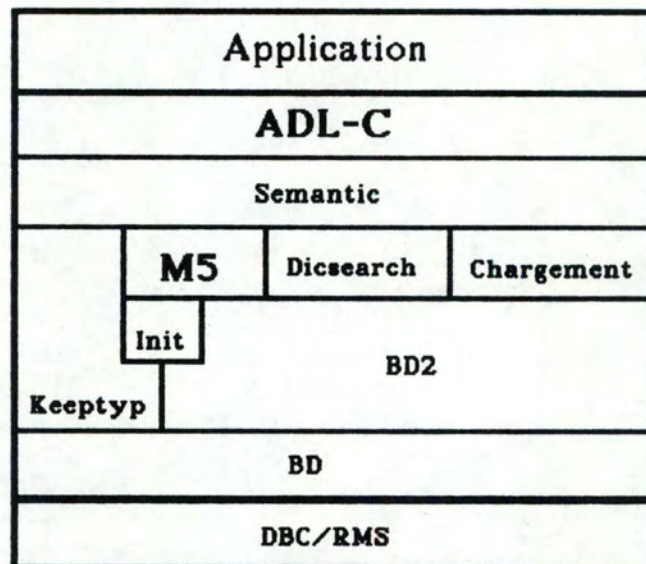 Application
ADL-C
Semantic
M5 Dicsearch Chargement
Init
BD2
Keeptyp
BD
DBC/RMS